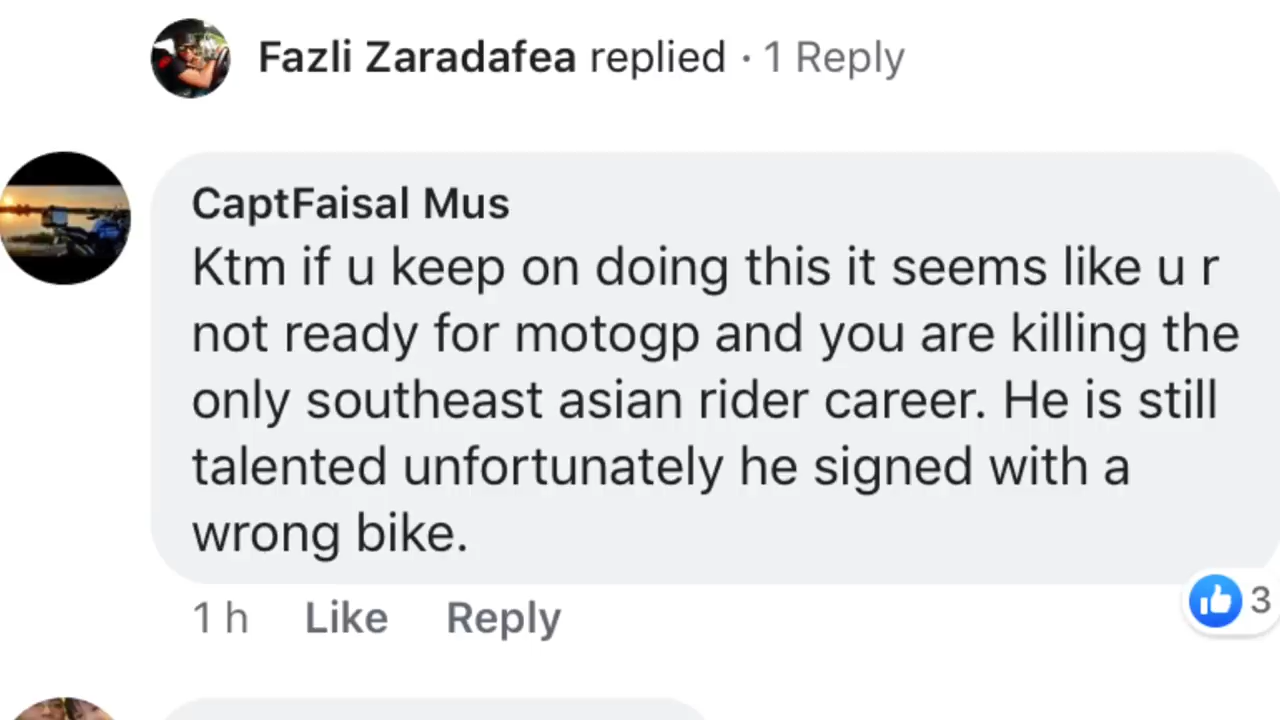 Fazli Zaradafea replied · 1 Reply
CaptFaisal Mus
Ktm if u keep on doing this it seems like u r
not ready for motogp and you are killing the
only southeast asian rider career. He is still
talented unfortunately he signed with a
wrong bike.
1 h Like Reply
3